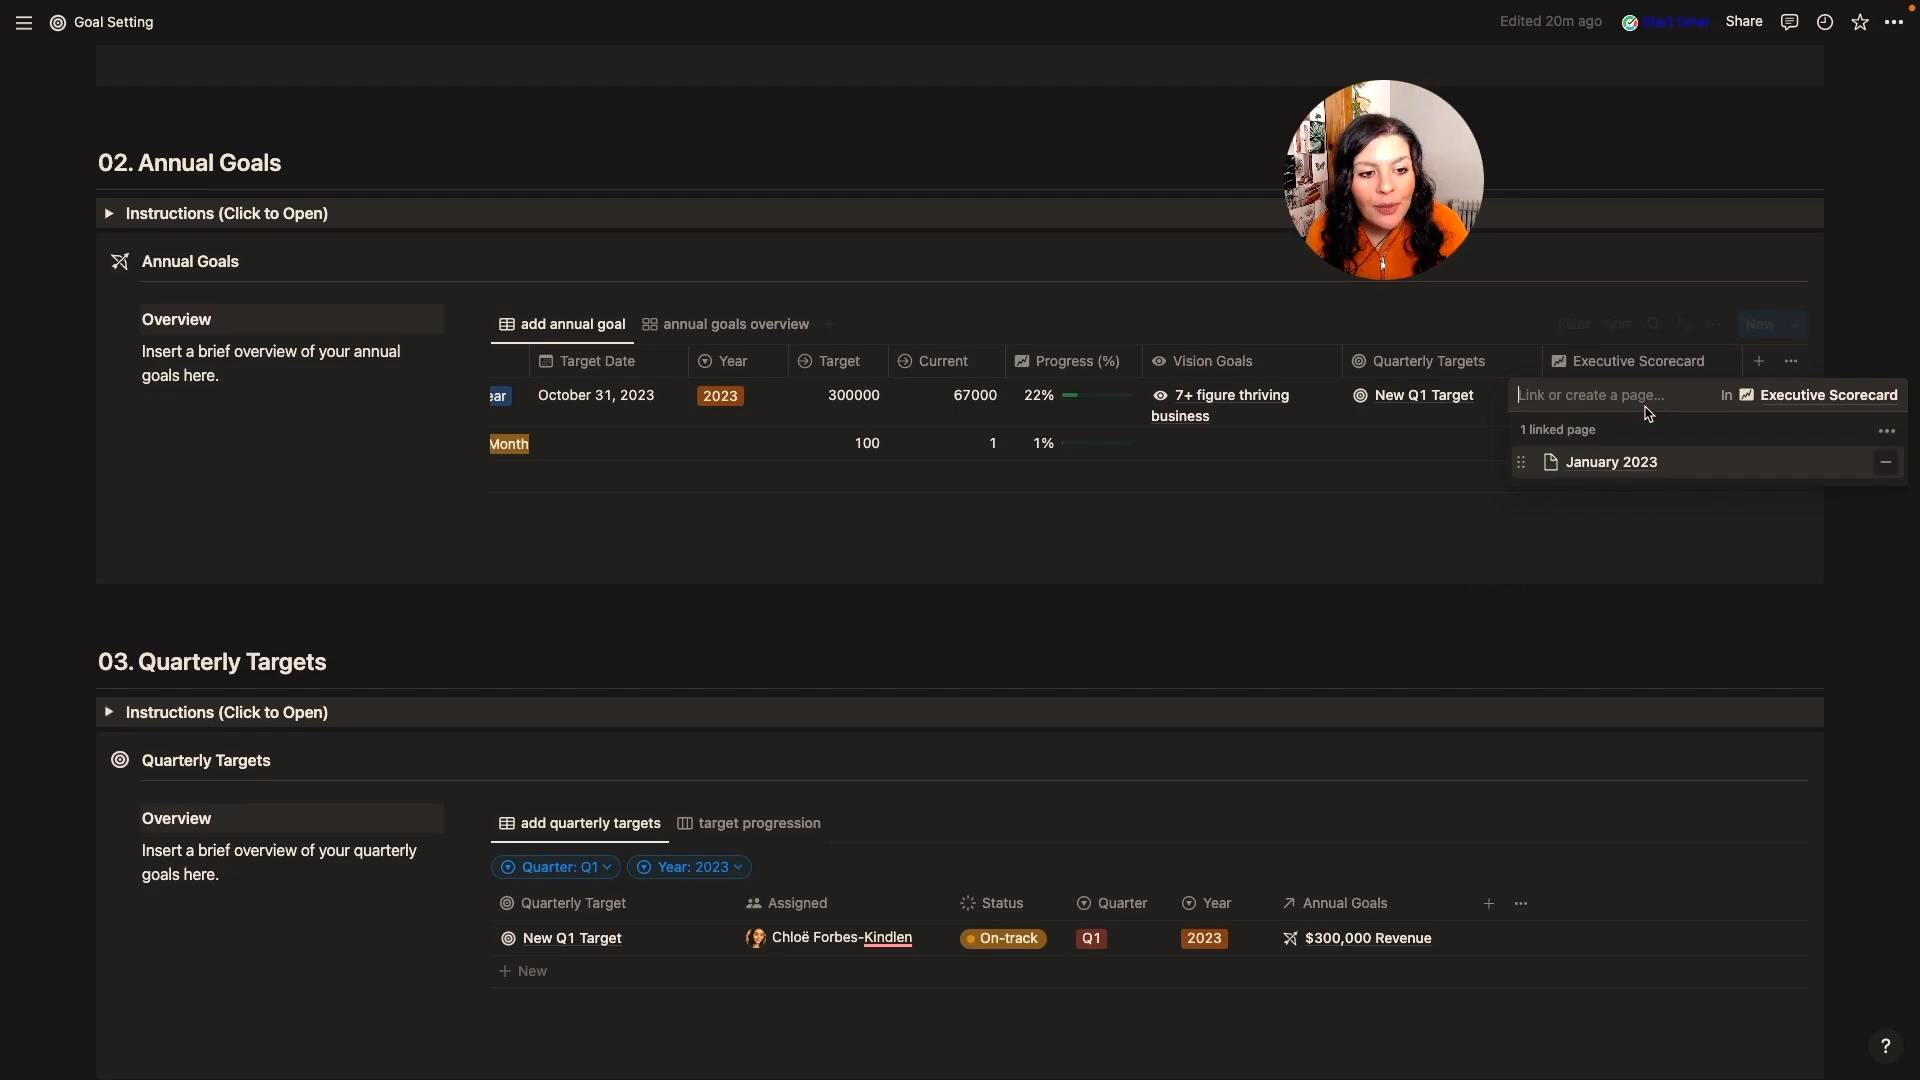 Goal Setting
Edited 20m ago
Start timer
Share
02. Annual Goals
Instructions (Click to Open)
Annual Goals
Overview
Insert a brief overview of your annual
goals here.
add annual goal
annual goals overview
Filter
Sort
New
Target Date
Year
Target
Current
Progress (%)
Vision Goals
Quarterly Targets
Executive Scorecard
ear
October 31, 2023
2023
300000
67000
22%
7+ figure thriving
business
New Q1 Target
Month
100
1
1%
Link or create a page...
In
Executive Scorecard
1 linked page
January 2023
03. Quarterly Targets
Instructions (Click to Open)
Quarterly Targets
Overview
Insert a brief overview of your quarterly
goals here.
add quarterly targets
target progression
Quarter: Q1
Year: 2023
Quarterly Target
Assigned
Status
Quarter
Year
Annual Goals
New Q1 Target
Chloë Forbes-Kindlen
On-track
Q1
2023
$300,000 Revenue
New
?